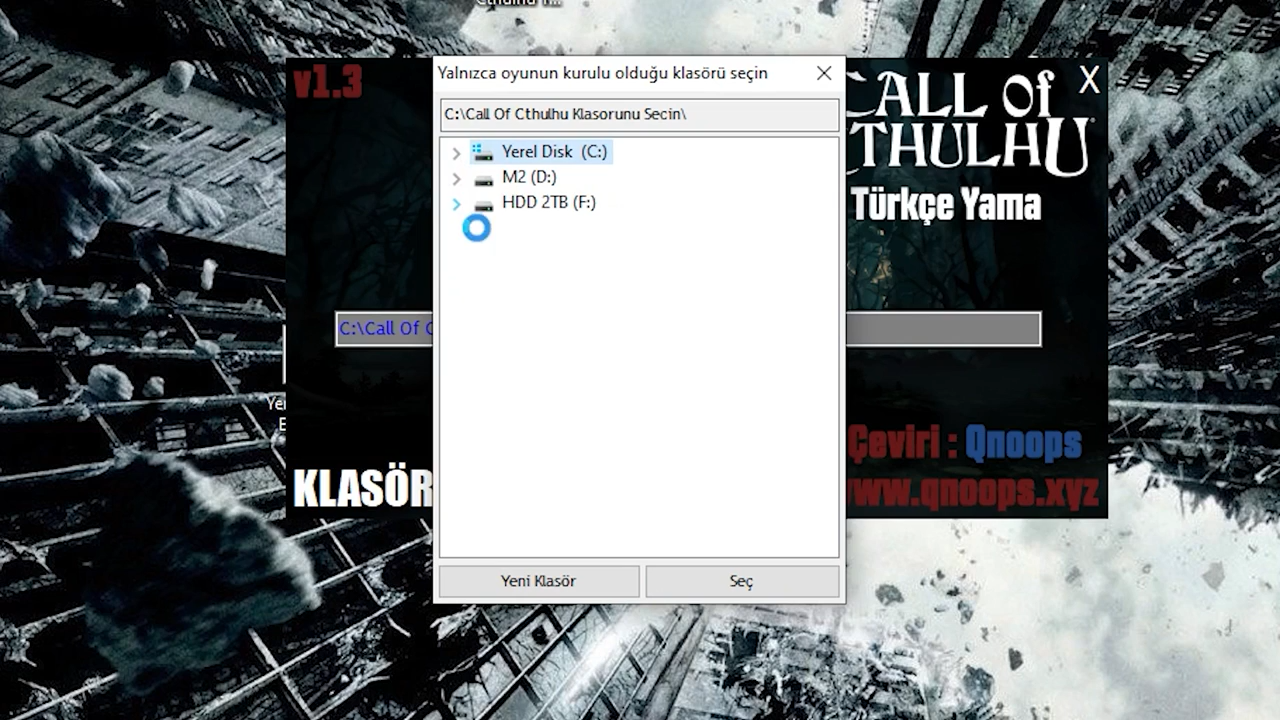 v1.3
Yalnızca oyunun kurulu olduğu klasörü seçin
C:\Call Of Cthulhu Klasorunu Secin\
Yerel Disk (C:)
M2 (D:)
HDD 2TB (F:)
Yeni Klasör
Seç
X
CALL of
CTHULHU
Türkçe Yama
C:\Call Of C
KLASÖR
Çeviri : Qnoops
www.qnoops.xyz